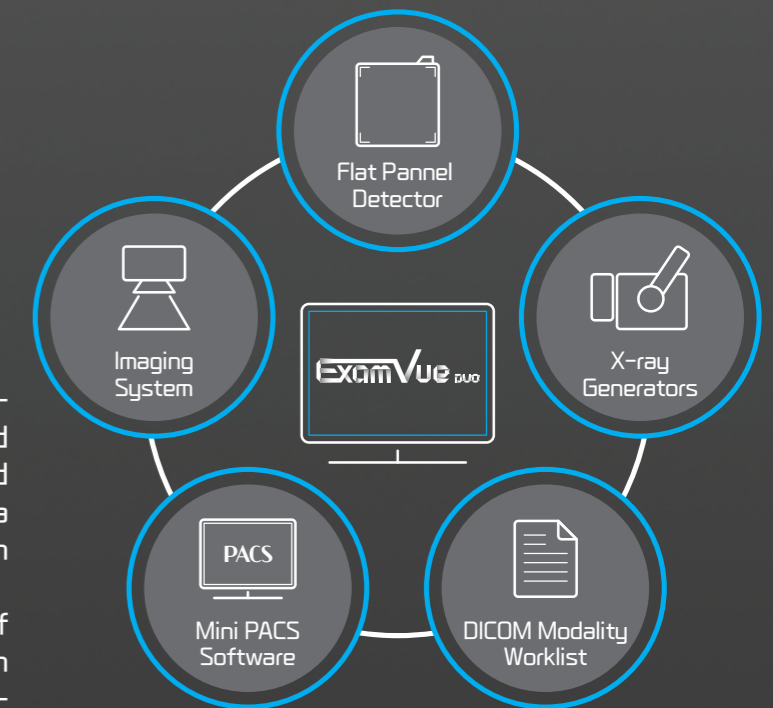 Flat Pannel
Detector
Imaging
System
ExamVue DUO
X-ray
Generators
PACS
Mini PACS
Software
DICOM Modality
Worklist
-
d
d
a
n
f
n
-